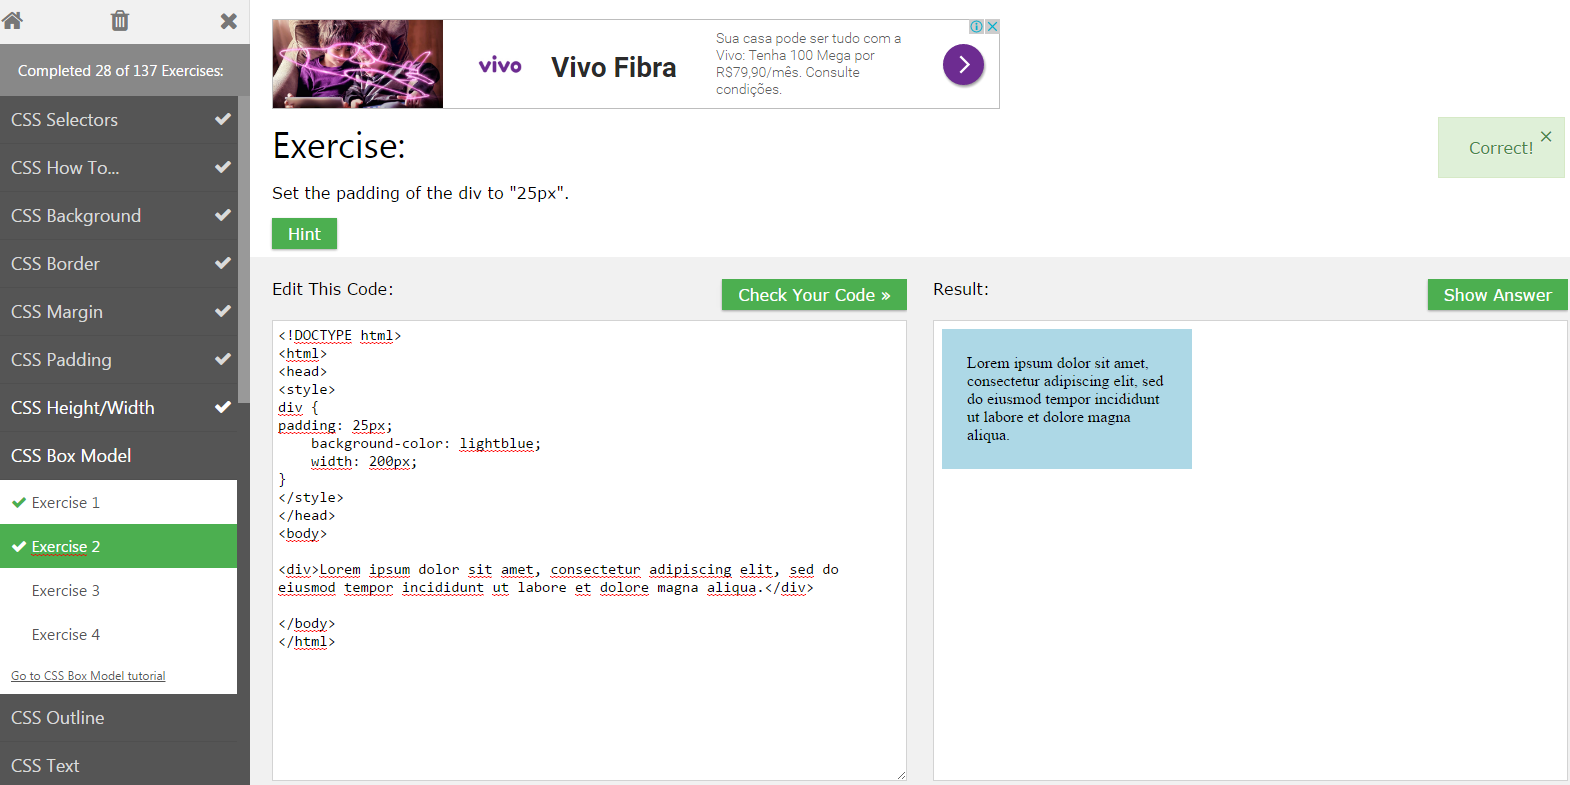 Completed 28 of 137 Exercises:
CSS Selectors
CSS How To...
CSS Background
CSS Border
CSS Margin
CSS Padding
CSS Height/Width
CSS Box Model
Exercise 1
Exercise 2
Exercise 3
Exercise 4
Go to CSS Box Model tutorial
CSS Outline
CSS Text
vivo
Vivo Fibra
Sua casa pode ser tudo com a
Vivo: Tenha 100 Mega por
R$79,90/mês. Consulte
condições.
Exercise:
Correct!
×
Set the padding of the div to "25px".
Hint
Edit This Code:
Check Your Code »
<!DOCTYPE html>
<html>
<head>
<style>
div {
padding: 25px;
    background-color: lightblue;
    width: 200px;
}
</style>
</head>
<body>

<div>Lorem ipsum dolor sit amet, consectetur adipiscing elit, sed do
eiusmod tempor incididunt ut labore et dolore magna aliqua.</div>

</body>
</html>
Result:
Show Answer
Lorem ipsum dolor sit amet,
consectetur adipiscing elit, sed
do eiusmod tempor incididunt
ut labore et dolore magna
aliqua.